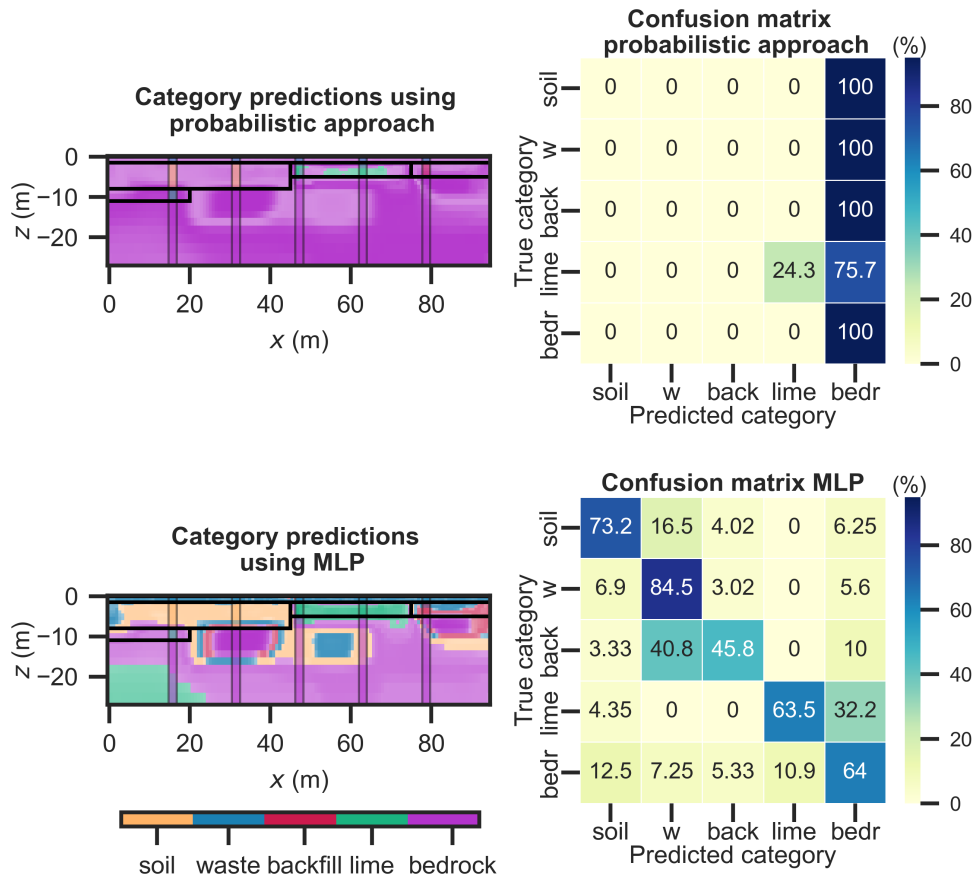 Category predictions using
probabilistic approach
0
−10
−20
z (m)
0 20 40 60 80
x (m)
Confusion matrix
probabilistic approach
(%)
True category
soil 0 0 0 0 100
w 0 0 0 0 100
back 0 0 0 0 100
lime 0 0 0 24.3 75.7
bedr 0 0 0 0 100
soil w back lime bedr
Predicted category
80
60
40
20
0
Category predictions
using MLP
0
−10
−20
z (m)
0 20 40 60 80
x (m)
soil waste backfill lime bedrock
Confusion matrix MLP
(%)
True category
soil 73.2 16.5 4.02 0 6.25
w 6.9 84.5 3.02 0 5.6
back 3.33 40.8 45.8 0 10
lime 4.35 0 0 63.5 32.2
bedr 12.5 7.25 5.33 10.9 64
soil w back lime bedr
Predicted category
80
60
40
20
0